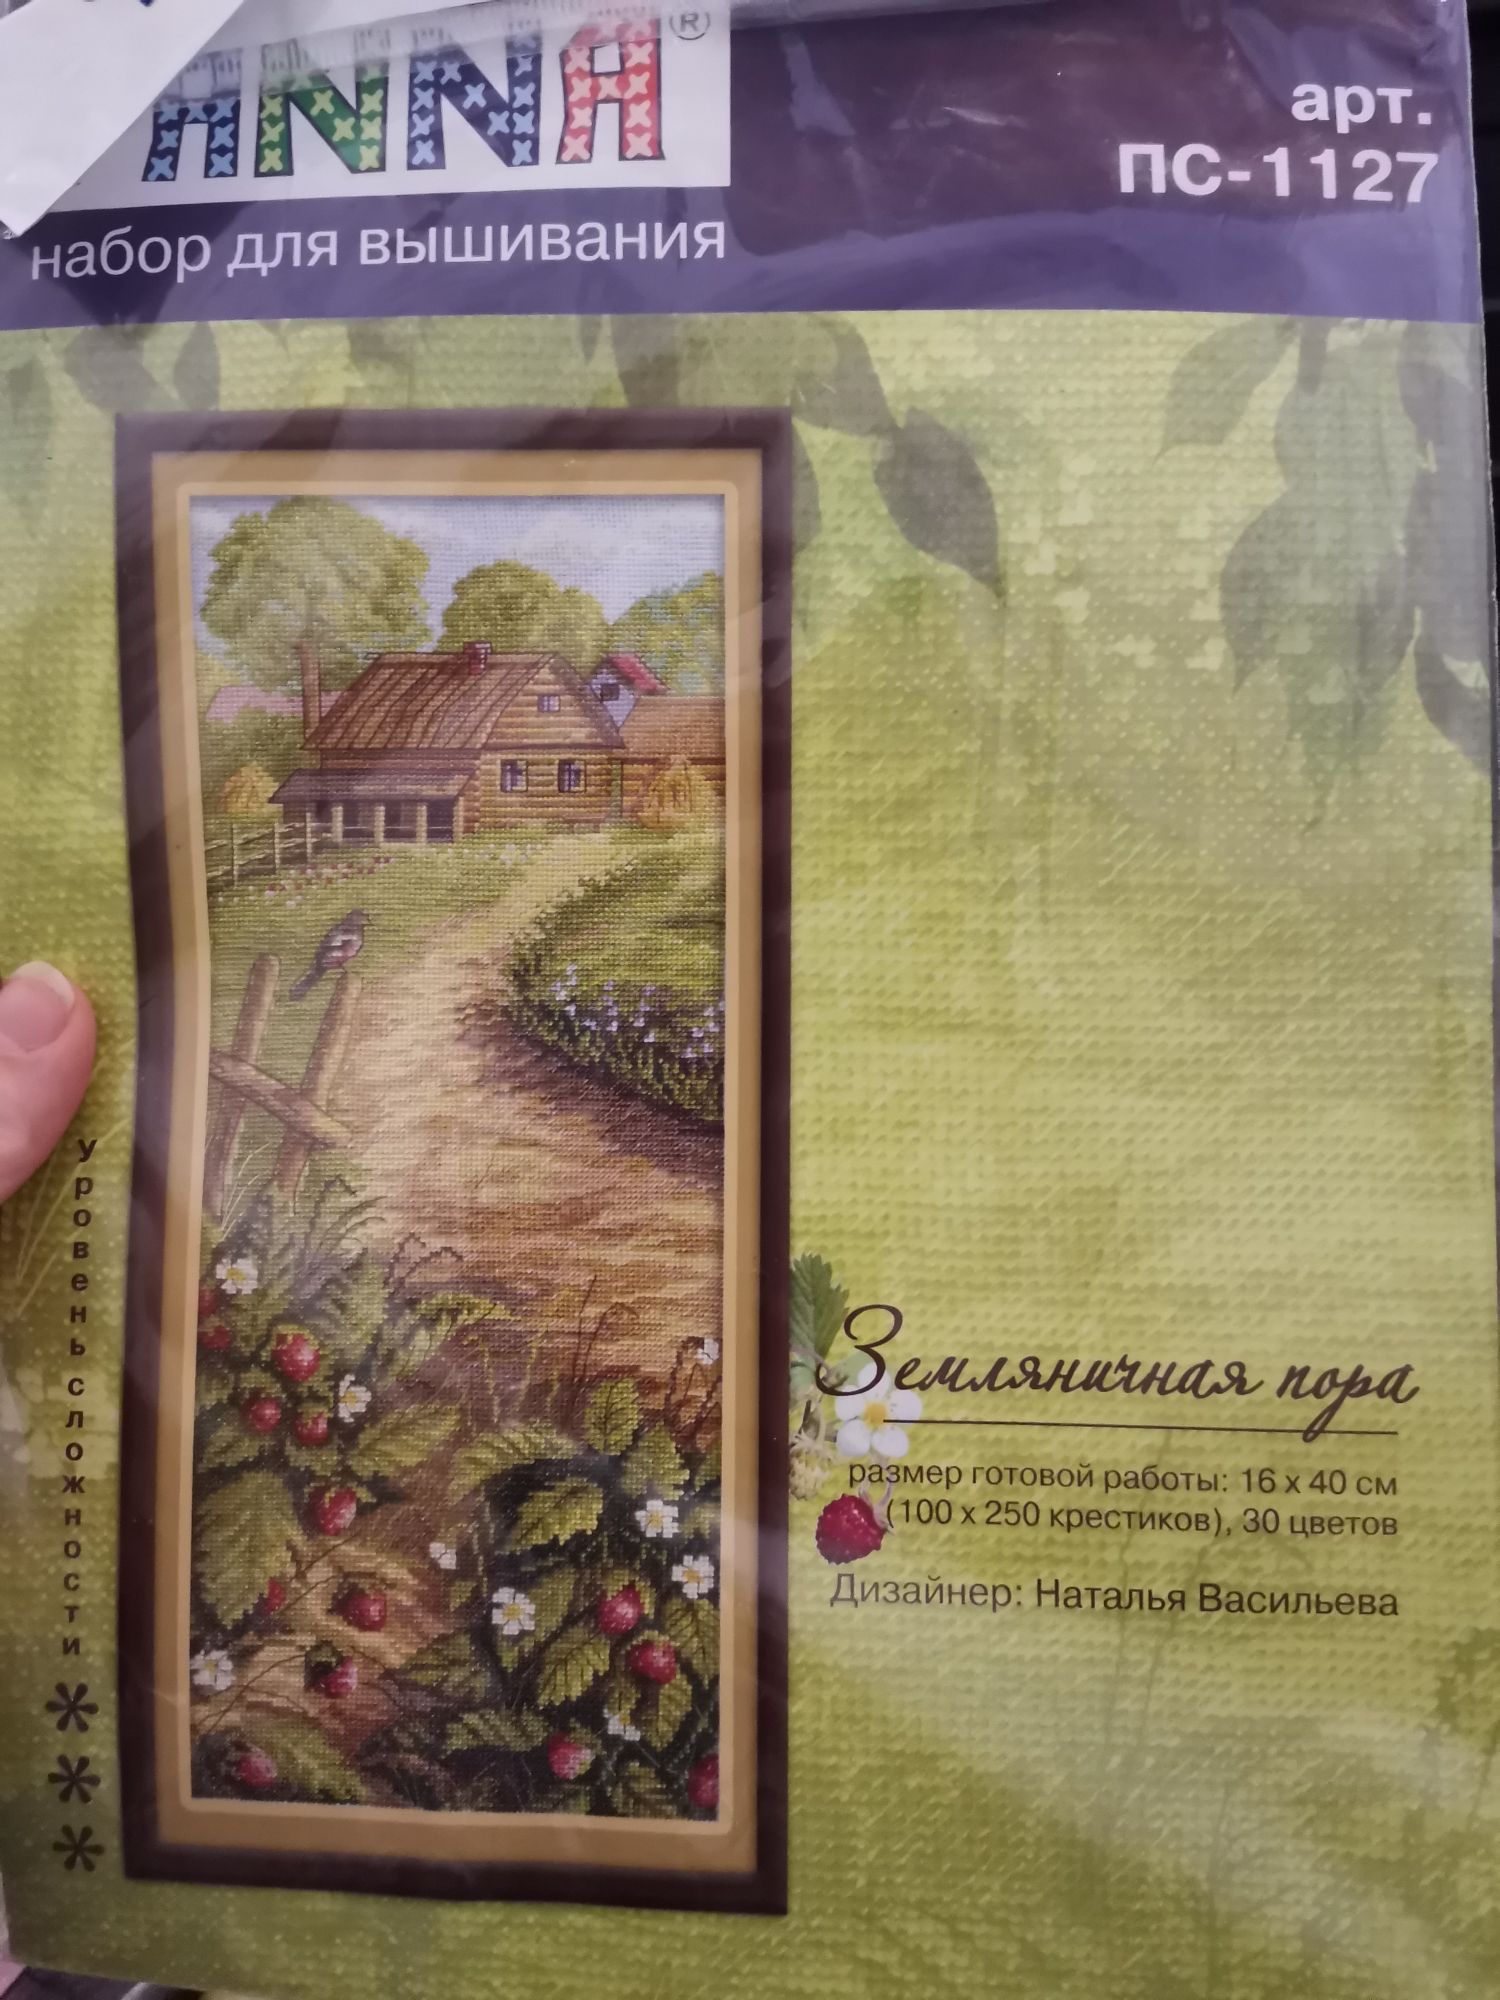 ANNA®
арт.
ПС-1127
набор для вышивания
уровень сложности
Земляничная пора
размер готовой работы: 16 х 40 см
(100 х 250 крестиков), 30 цветов
Дизайнер: Наталья Васильева